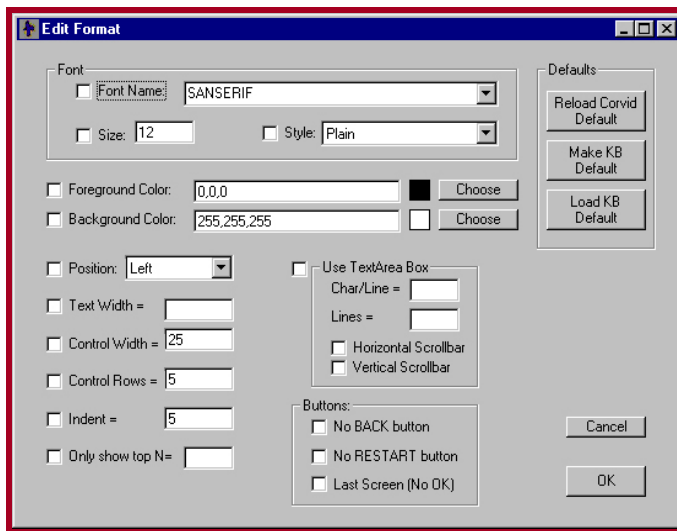 Edit Format
Font
Font Name: SANSERIF
Size: 12 Style: Plain
Defaults
Reload Corvid
Default
Make KB
Default
Load KB
Default
Foreground Color: 0,0,0 Choose
Background Color: 255,255,255 Choose
Position: Left
Text Width =
Control Width = 25
Control Rows = 5
Indent = 5
Only show top N=
Use TextArea Box
Char/Line =
Lines =
Horizontal Scrollbar
Vertical Scrollbar
Buttons:
No BACK button
No RESTART button
Last Screen (No OK)
Cancel
OK